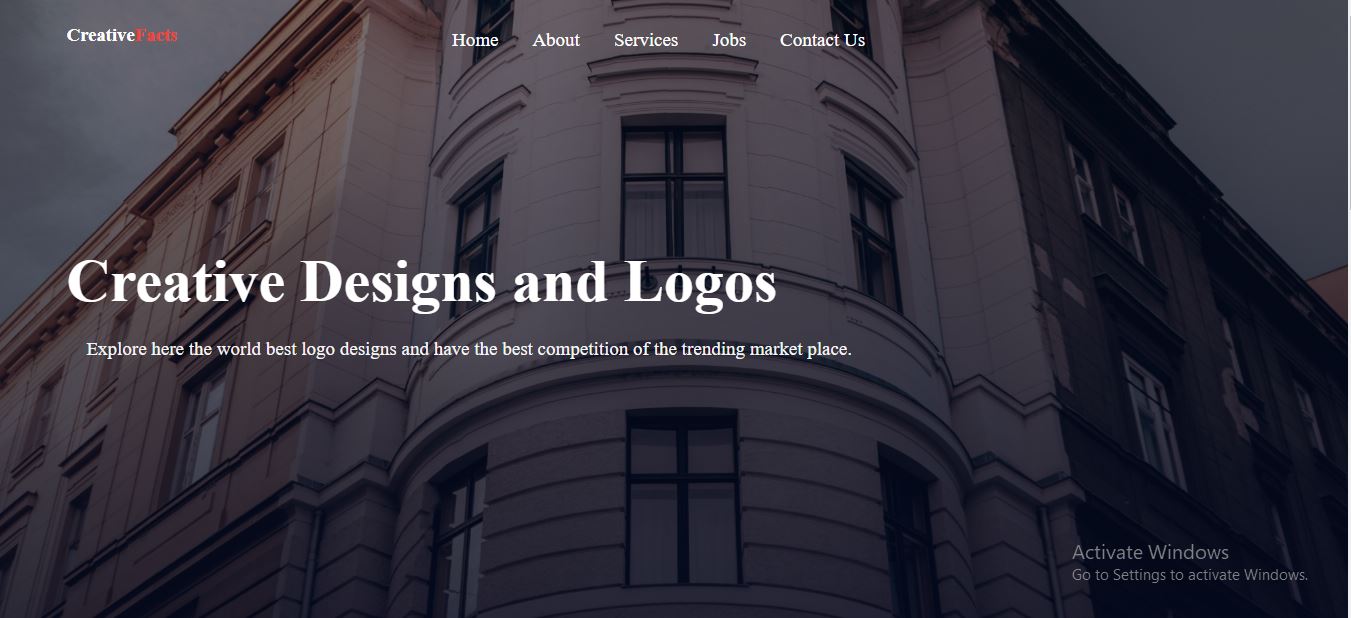 CreativeFacts
Home About Services Jobs Contact Us
Creative Designs and Logos
Explore here the world best logo designs and have the best competition of the trending market place.
Activate Windows
Go to Settings to activate Windows.